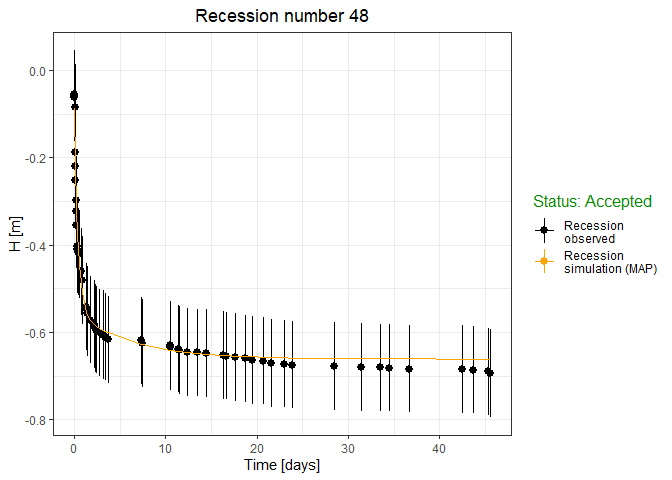 Recession number 48
H [m]
0.0
-0.2
-0.4
-0.6
-0.8
0
10
20
30
40
Time [days]
Status: Accepted
Recession
observed
Recession
simulation (MAP)